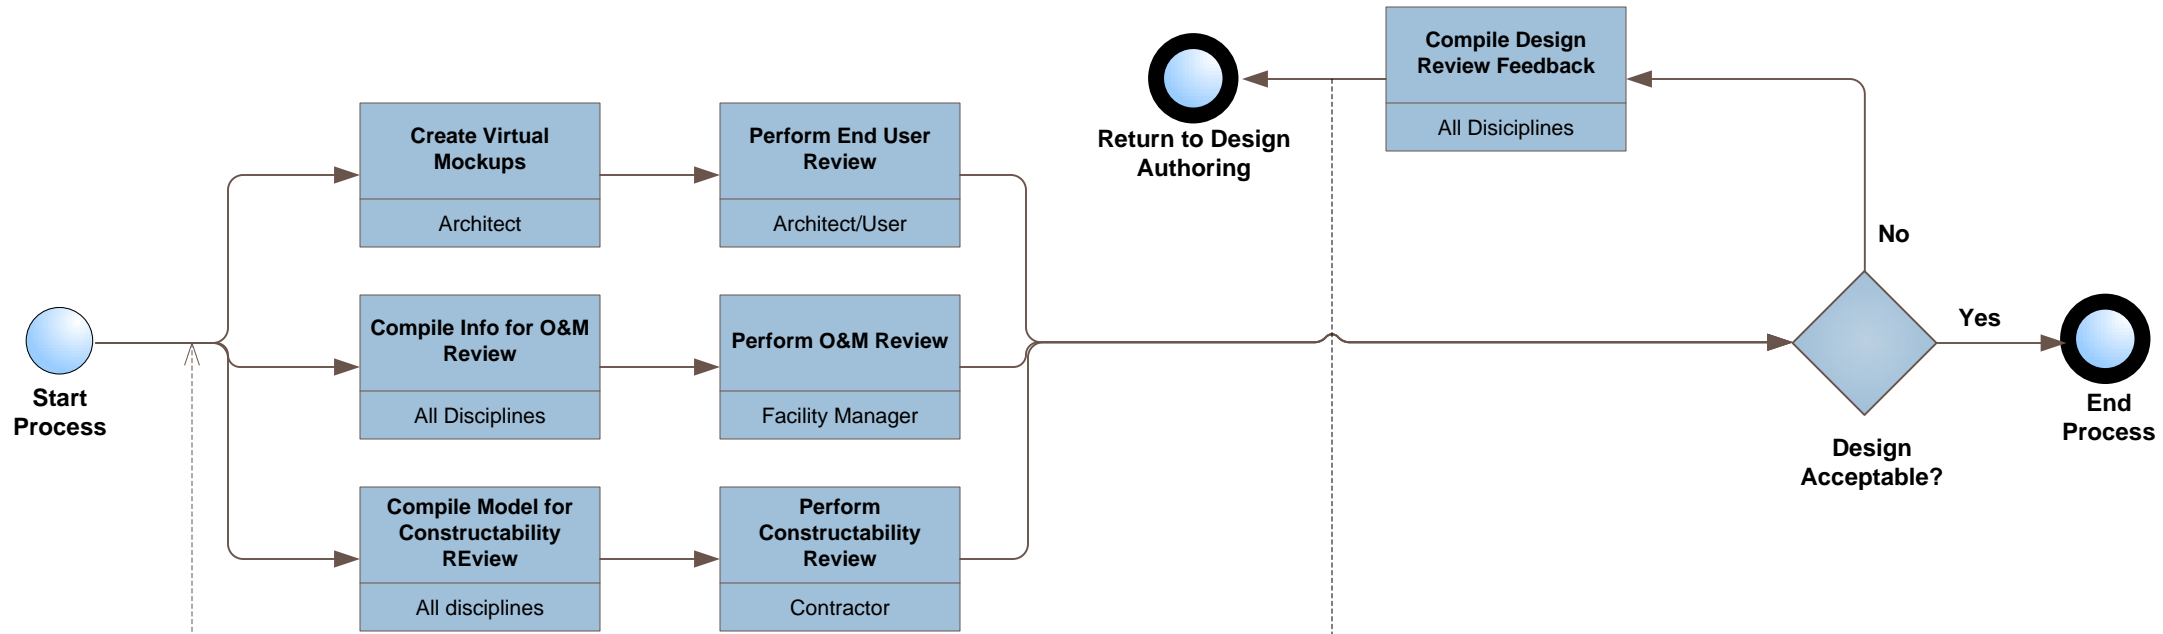 Start
Process
Create Virtual
Mockups
Architect
Perform End User
Review
Architect/User
Compile Info for O&M
Review
All Disciplines
Perform O&M Review
Facility Manager
Compile Model for
Constructability
REview
All disciplines
Perform
Constructability
Review
Contractor
Return to Design
Authoring
Compile Design
Review Feedback
All Disiciplines
No
Yes
Design
Acceptable?
End
Process